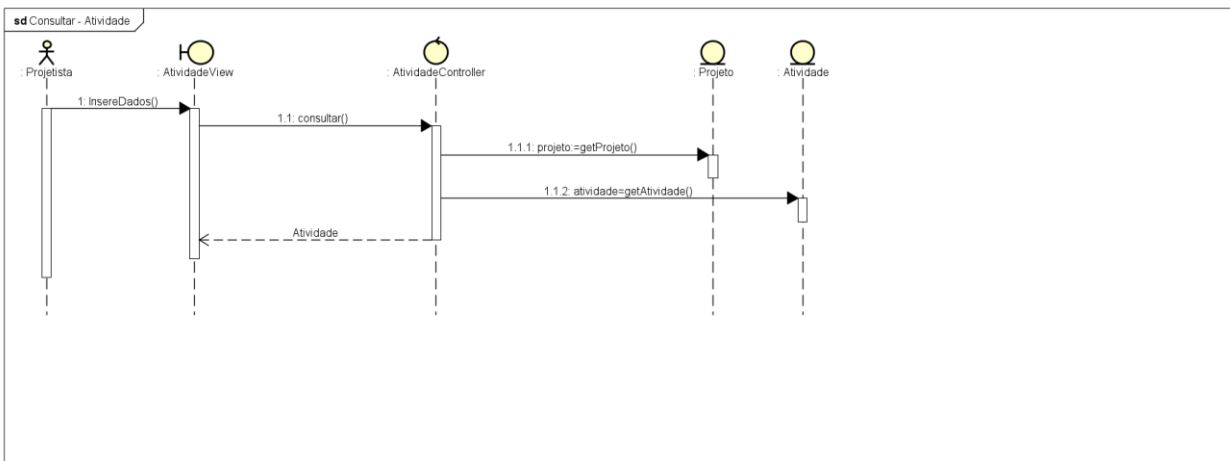 sd Consultar - Atividade
: Projetista
: AtividadeView
: AtividadeController
: Projeto
: Atividade
1: InsereDados()
1.1: consultar()
1.1.1: projeto:=getProjeto()
1.1.2: atividade=getAtividade()
Atividade